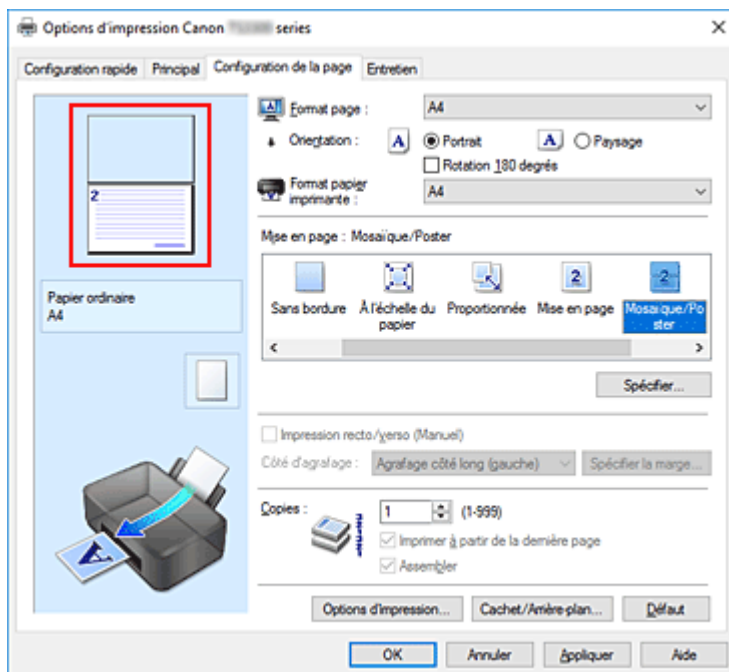 Options d'impression Canon series
Configuration rapide Principal Configuration de la page Entretien
2
Papier ordinaire
A4
A
Format page : A4
Orientation : A Portrait A Paysage
Rotation 180 degrés
Format papier imprimante : A4
Mise en page : Mosaïque/Poster
2 2
Sans bordure À l'échelle du papier Proportionnée Mise en page Mosaïque/Poster
Spécifier...
Impression recto/verso (Manuel)
Côté d'agrafage : Agrafage côté long (gauche) Spécifier la marge...
Copies : 1 (1-999)
Imprimer à partir de la dernière page
Assembler
Options d'impression... Cachet/Arrière-plan... Défaut
OK Annuler Appliquer Aide